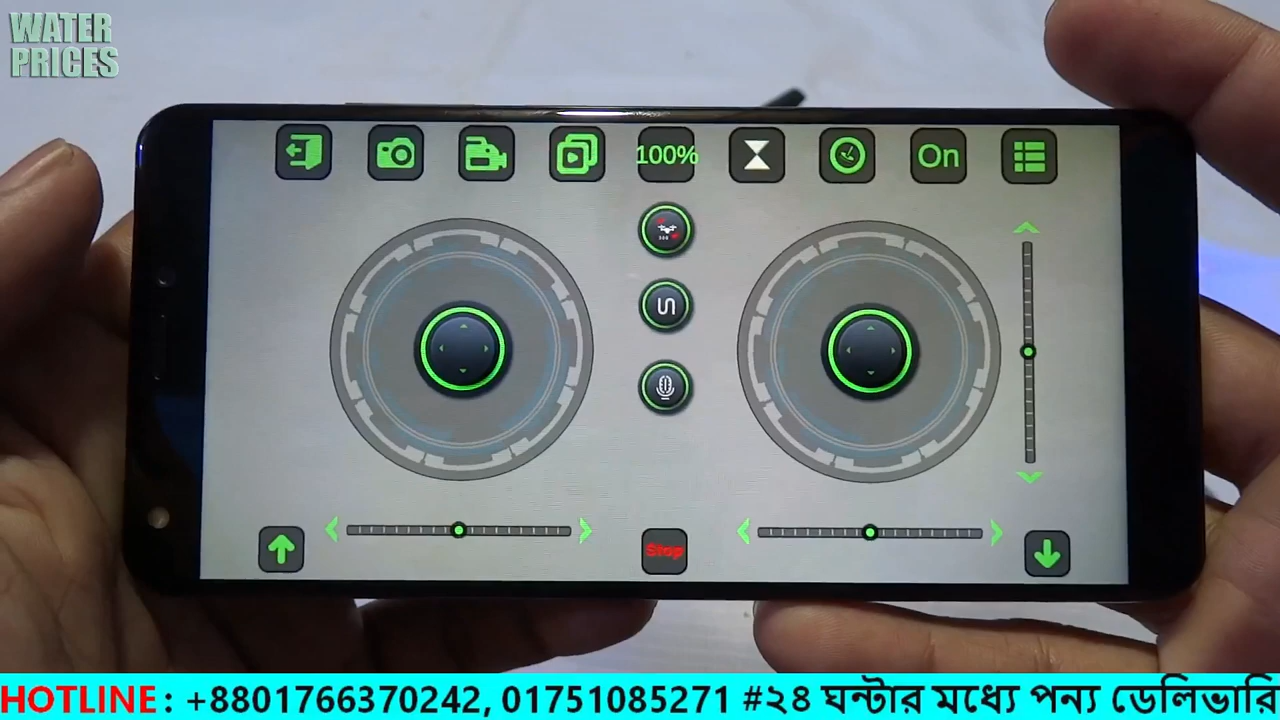 WATER
PRICES
100%
On
Stop
HOTLINE : +8801766370242, 01751085271 #২৪ ঘন্টার মধ্যে পন্য ডেলিভারি